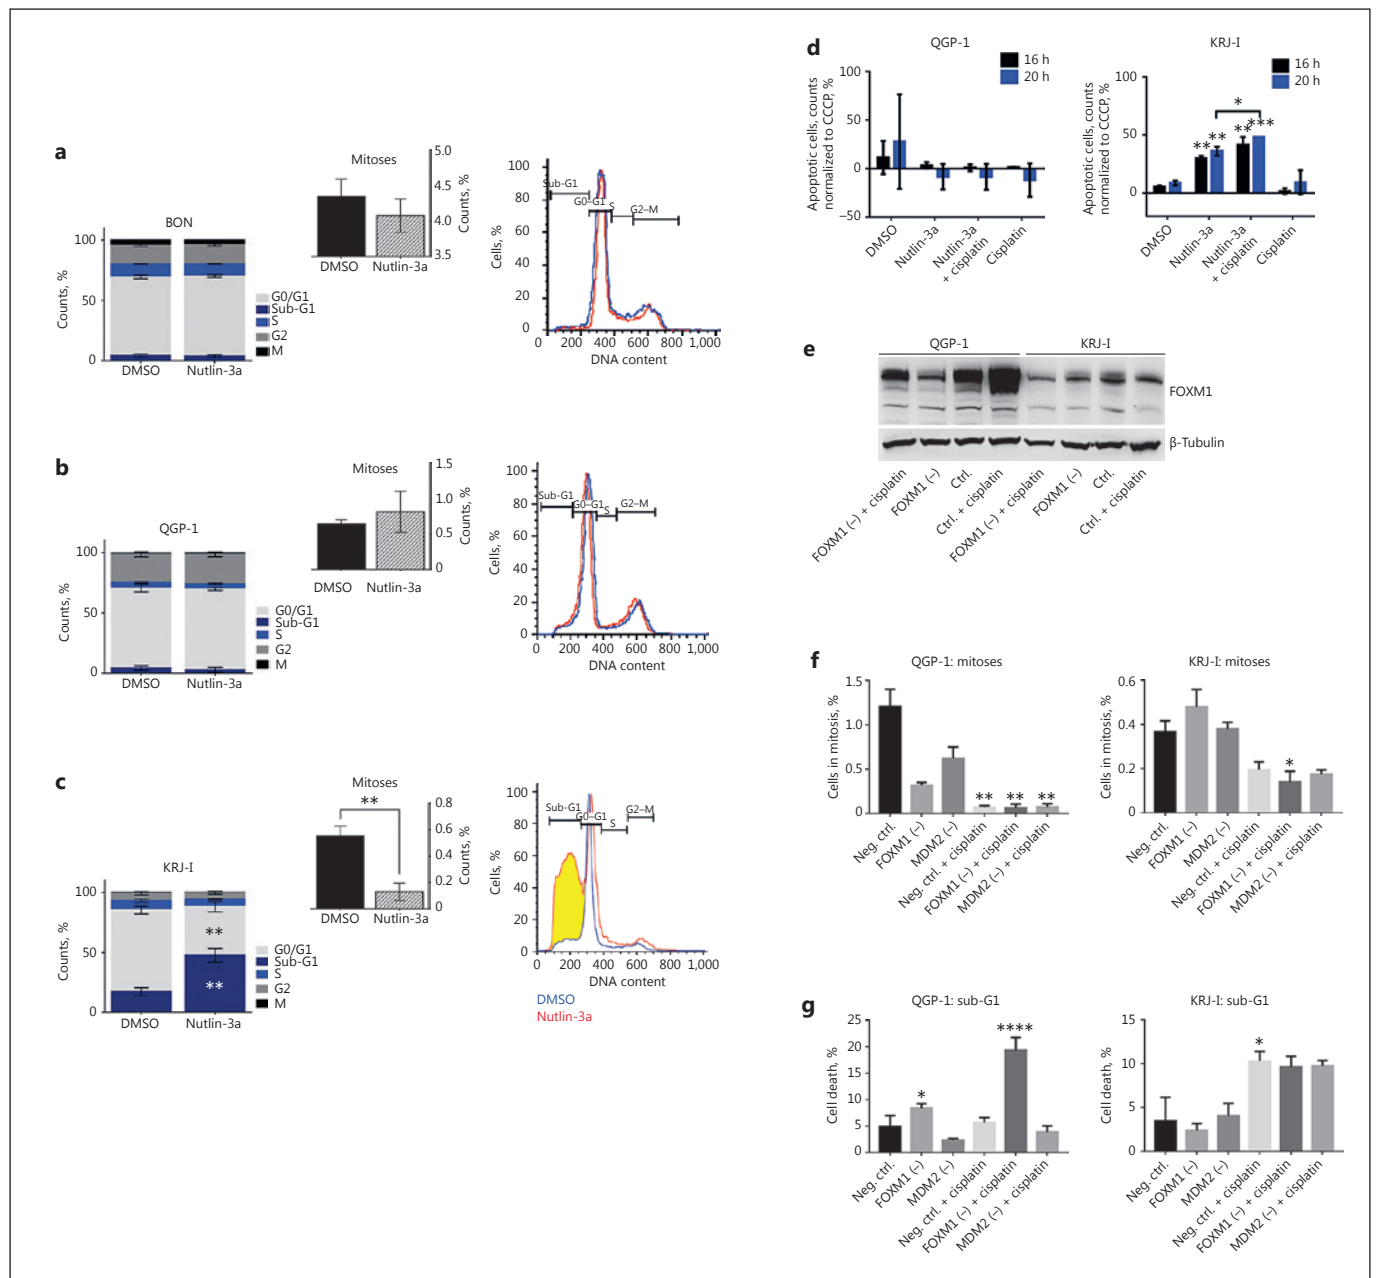 a
BON
Counts, %
100
50
0
DMSO
Nutlin-3a
G0/G1
Sub-G1
S
G2
M
Mitoses
5.0
4.5
4.0
3.5
Counts, %
DMSO
Nutlin-3a
100
80
60
40
20
0
Cells, %
Sub-G1
G0–G1
S
G2–M
0 200 400 600 800 1,000
DNA content
b
QGP-1
Counts, %
100
50
0
DMSO
Nutlin-3a
G0/G1
Sub-G1
S
G2
M
Mitoses
1.5
1.0
0.5
0
Counts, %
DMSO
Nutlin-3a
100
80
60
40
20
0
Cells, %
Sub-G1
G0–G1
S
G2–M
0 200 400 600 800 1,000
DNA content
c
KRJ-I
Counts, %
100
50
0
**
**
DMSO
Nutlin-3a
G0/G1
Sub-G1
S
G2
M
Mitoses
**
0.8
0.6
0.4
0.2
0
Counts, %
DMSO
Nutlin-3a
100
80
60
40
20
0
Cells, %
Sub-G1
G0–G1
S
G2–M
0 200 400 600 800 1,000
DNA content
DMSO
Nutlin-3a
d
QGP-1
16 h
20 h
Apoptotic cells, counts
normalized to CCCP, %
100
50
0
−50
DMSO
Nutlin-3a
Nutlin-3a
+ cisplatin
Cisplatin
KRJ-I
16 h
20 h
Apoptotic cells, counts
normalized to CCCP, %
100
50
0
*
** ** ** ***
DMSO
Nutlin-3a
Nutlin-3a
+ cisplatin
Cisplatin
e
QGP-1 KRJ-I
FOXM1
β-Tubulin
FOXM1 (–) + cisplatin
FOXM1 (–)
Ctrl.
Ctrl. + cisplatin
FOXM1 (–) + cisplatin
FOXM1 (–)
Ctrl.
Ctrl. + cisplatin
f
QGP-1: mitoses
Cells in mitosis, %
1.5
1.0
0.5
0
** ** **
Neg. ctrl.
FOXM1 (–)
MDM2 (–)
Neg. ctrl. + cisplatin
FOXM1 (–) + cisplatin
MDM2 (–) + cisplatin
KRJ-I: mitoses
Cells in mitosis, %
0.6
0.4
0.2
0
*
Neg. ctrl.
FOXM1 (–)
MDM2 (–)
Neg. ctrl. + cisplatin
FOXM1 (–) + cisplatin
MDM2 (–) + cisplatin
g
QGP-1: sub-G1
Cell death, %
25
20
15
10
5
0
*
****
Neg. ctrl.
FOXM1 (–)
MDM2 (–)
Neg. ctrl. + cisplatin
FOXM1 (–) + cisplatin
MDM2 (–) + cisplatin
KRJ-I: sub-G1
Cell death, %
15
10
5
0
*
Neg. ctrl.
FOXM1 (–)
MDM2 (–)
Neg. ctrl. + cisplatin
FOXM1 (–) + cisplatin
MDM2 (–) + cisplatin